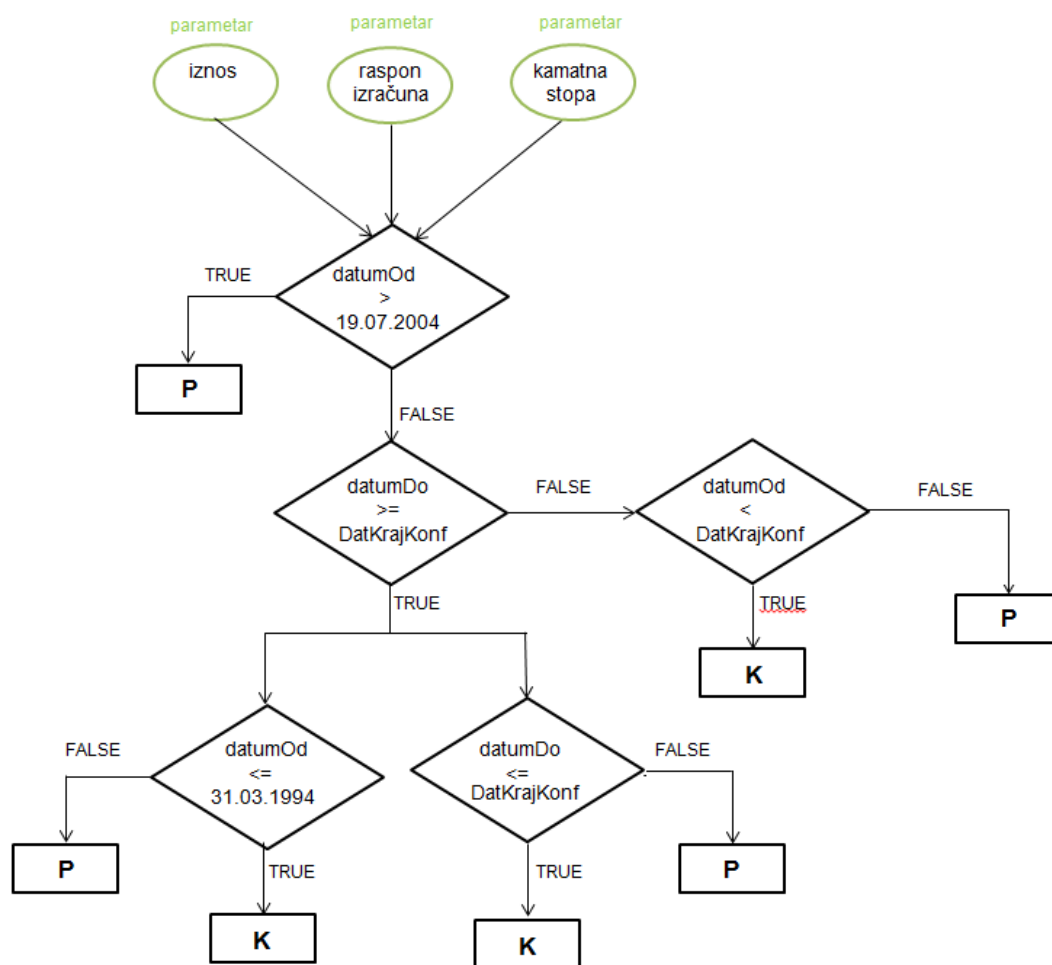 parametar
parametar
parametar
iznos
raspon
izračuna
kamatna
stopa
TRUE
datumOd
>
19.07.2004
P
FALSE
datumDo
>=
DatKrajKonf
FALSE
datumOd
<
DatKrajKonf
FALSE
TRUE
TRUE
P
K
FALSE
datumOd
<=
31.03.1994
datumDo
<=
DatKrajKonf
FALSE
P
TRUE
TRUE
P
K
K